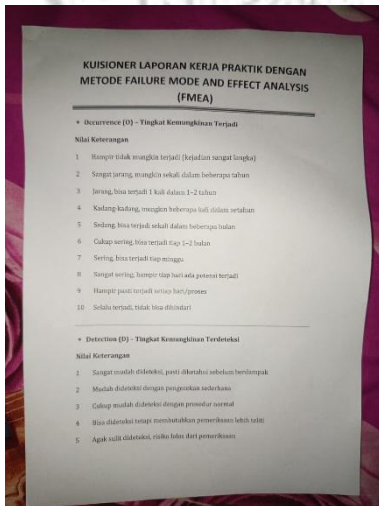 KUISIONER LAPORAN KERJA PRAKTIK DENGAN
METODE FAILURE MODE AND EFFECT ANALYSIS
(FMEA)
• Occurrence (O) – Tingkat Kemungkinan Terjadi
Nilai Keterangan
1 Hampir tidak mungkin terjadi (kejadian sangat langka)
2 Sangat jarang, mungkin sekali dalam beberapa tahun
3 Jarang, bisa terjadi 1 kali dalam 1–2 tahun
4 Kadang-kadang, mungkin beberapa kali dalam setahun
5 Sedang, bisa terjadi sekali dalam beberapa bulan
6 Cukup sering, bisa terjadi tiap 1–2 bulan
7 Sering, bisa terjadi tiap minggu
8 Sangat sering, hampir tiap hari ada potensi terjadi
9 Hampir pasti terjadi setiap hari/proses
10 Selalu terjadi, tidak bisa dihindari
• Detection (D) – Tingkat Kemungkinan Terdeteksi
Nilai Keterangan
1 Sangat mudah dideteksi, pasti diketahui sebelum berdampak
2 Mudah dideteksi dengan pengecekan sederhana
3 Cukup mudah dideteksi dengan prosedur normal
4 Bisa dideteksi tetapi membutuhkan pemeriksaan lebih teliti
5 Agak sulit dideteksi, risiko lolos dari pemeriksaan